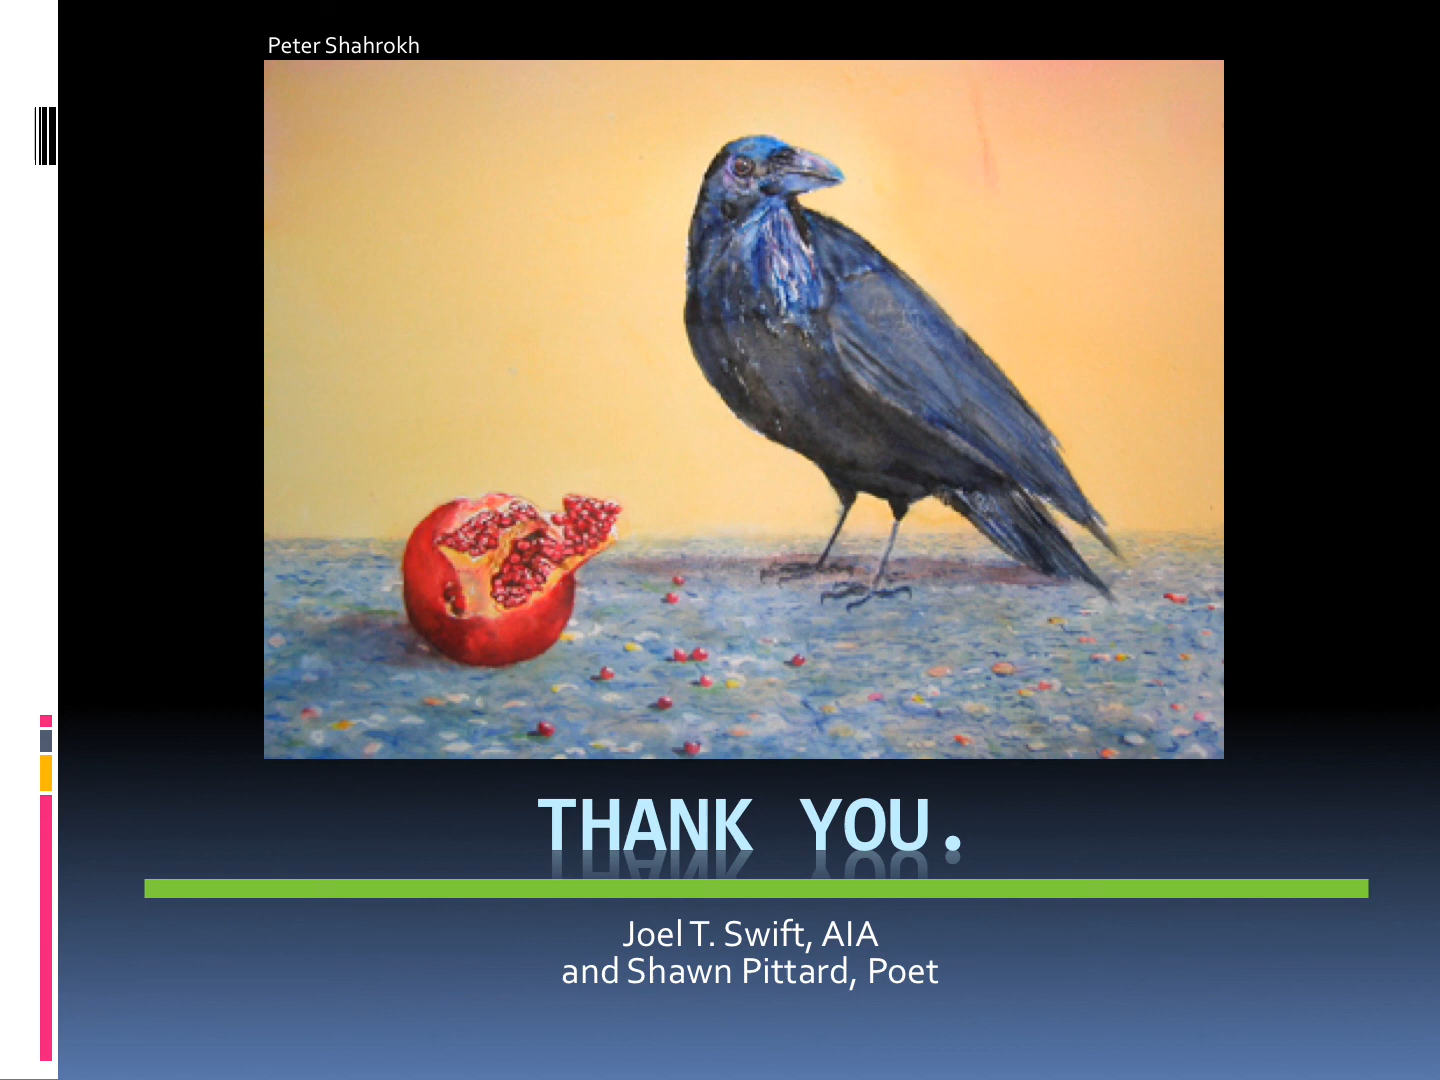 Peter Shahrokh
THANK YOU.
Joel T. Swift, AIA
and Shawn Pittard, Poet